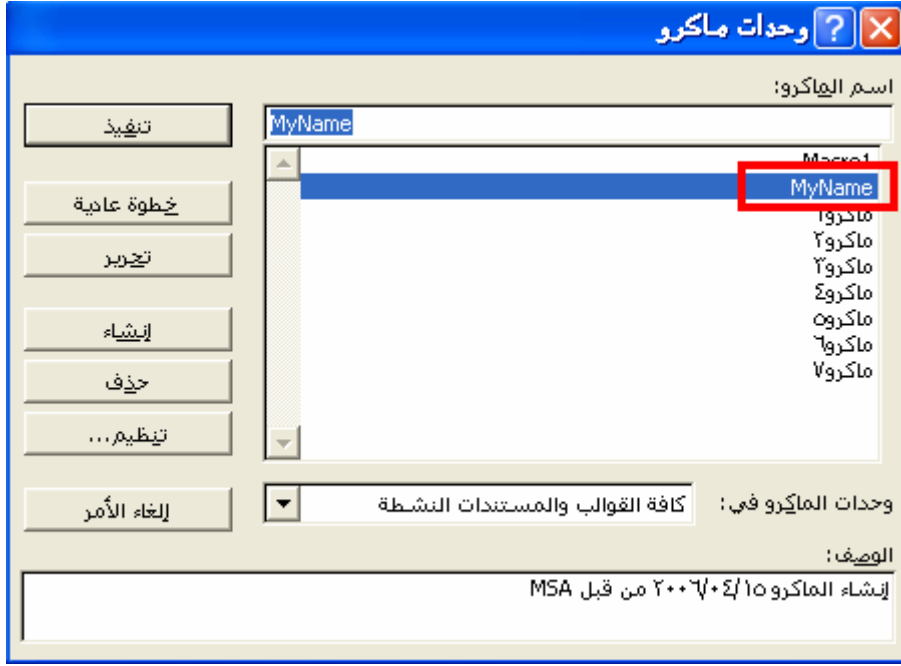 وحدات ماكرو
اسم الماكرو:
MyName
تنفيذ
Macro1
MyName
ماكرو١
ماكرو٢
ماكرو٣
ماكرو٤
ماكرو٥
ماكرو٦
ماكرو٧
خطوة عادية
تحرير
إنشاء
حذف
تنظيم...
وحدات الماكرو في:
كافة القوالب والمستندات النشطة
إلغاء الأمر
الوصف:
إنشاء الماكرو ٢٠٠٦/٠٤/١٥ من قبل MSA